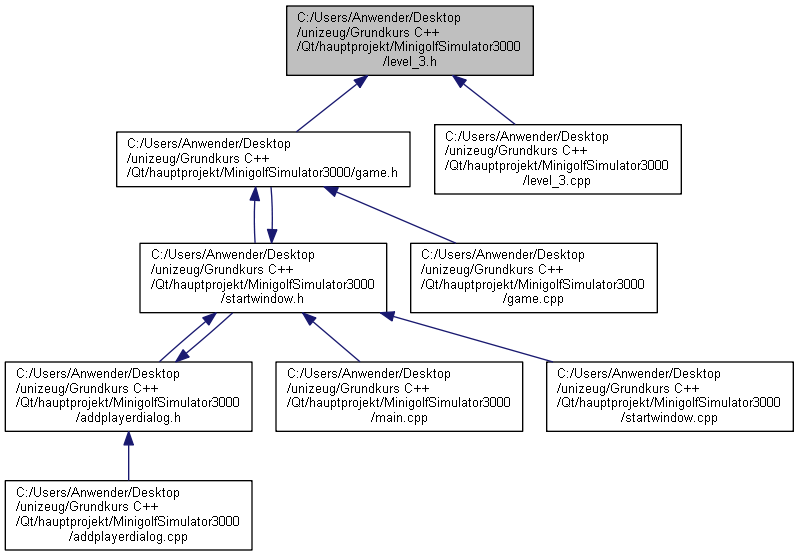 C:/Users/Anwender/Desktop
/unizeug/Grundkurs C++
/Qt/hauptprojekt/MinigolfSimulator3000
/level_3.h
C:/Users/Anwender/Desktop
/unizeug/Grundkurs C++
/Qt/hauptprojekt/MinigolfSimulator3000/game.h
C:/Users/Anwender/Desktop
/unizeug/Grundkurs C++
/Qt/hauptprojekt/MinigolfSimulator3000
/level_3.cpp
C:/Users/Anwender/Desktop
/unizeug/Grundkurs C++
/Qt/hauptprojekt/MinigolfSimulator3000
/startwindow.h
C:/Users/Anwender/Desktop
/unizeug/Grundkurs C++
/Qt/hauptprojekt/MinigolfSimulator3000
/game.cpp
C:/Users/Anwender/Desktop
/unizeug/Grundkurs C++
/Qt/hauptprojekt/MinigolfSimulator3000
/addplayerdialog.h
C:/Users/Anwender/Desktop
/unizeug/Grundkurs C++
/Qt/hauptprojekt/MinigolfSimulator3000
/main.cpp
C:/Users/Anwender/Desktop
/unizeug/Grundkurs C++
/Qt/hauptprojekt/MinigolfSimulator3000
/startwindow.cpp
C:/Users/Anwender/Desktop
/unizeug/Grundkurs C++
/Qt/hauptprojekt/MinigolfSimulator3000
/addplayerdialog.cpp